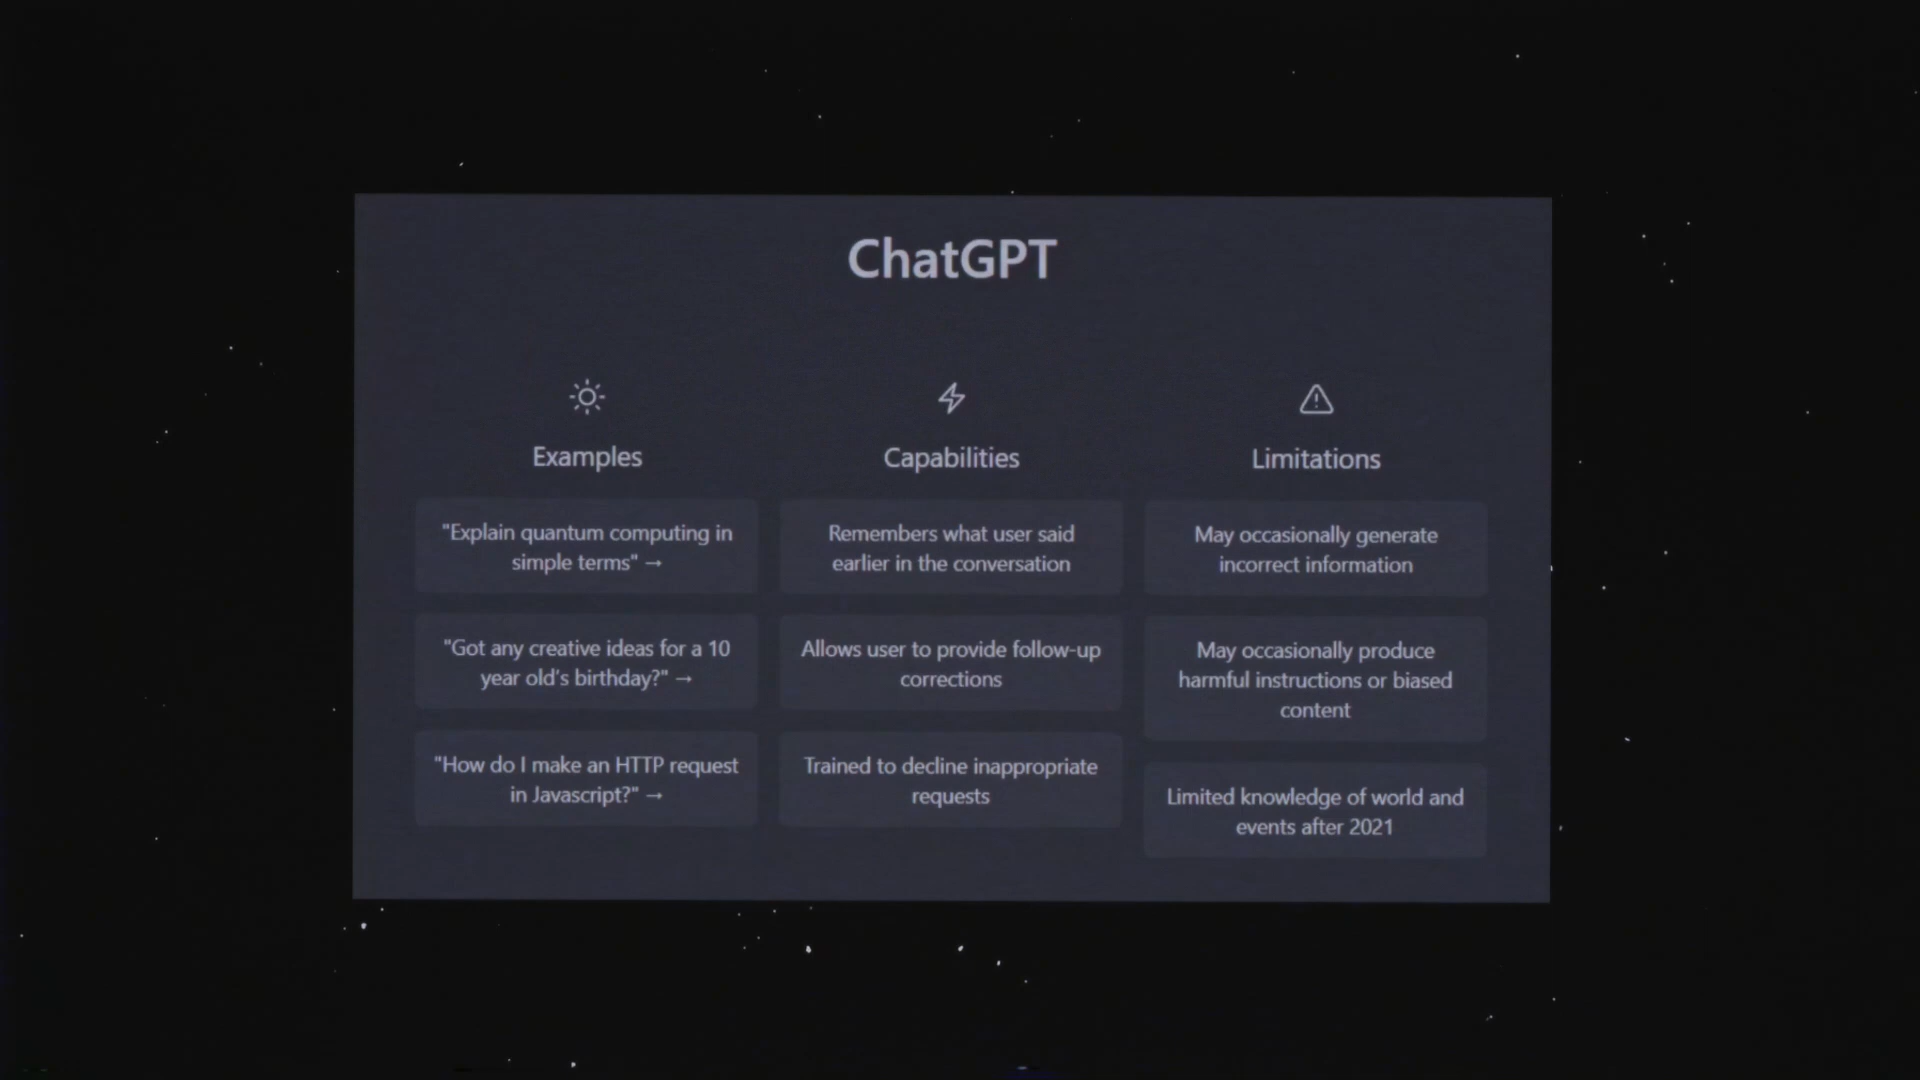 ChatGPT
Examples
"Explain quantum computing in
simple terms" →
"Got any creative ideas for a 10
year old's birthday?" →
"How do I make an HTTP request
in Javascript?" →
Capabilities
Remembers what user said
earlier in the conversation
Allows user to provide follow-up
corrections
Trained to decline inappropriate
requests
Limitations
May occasionally generate
incorrect information
May occasionally produce
harmful instructions or biased
content
Limited knowledge of world and
events after 2021